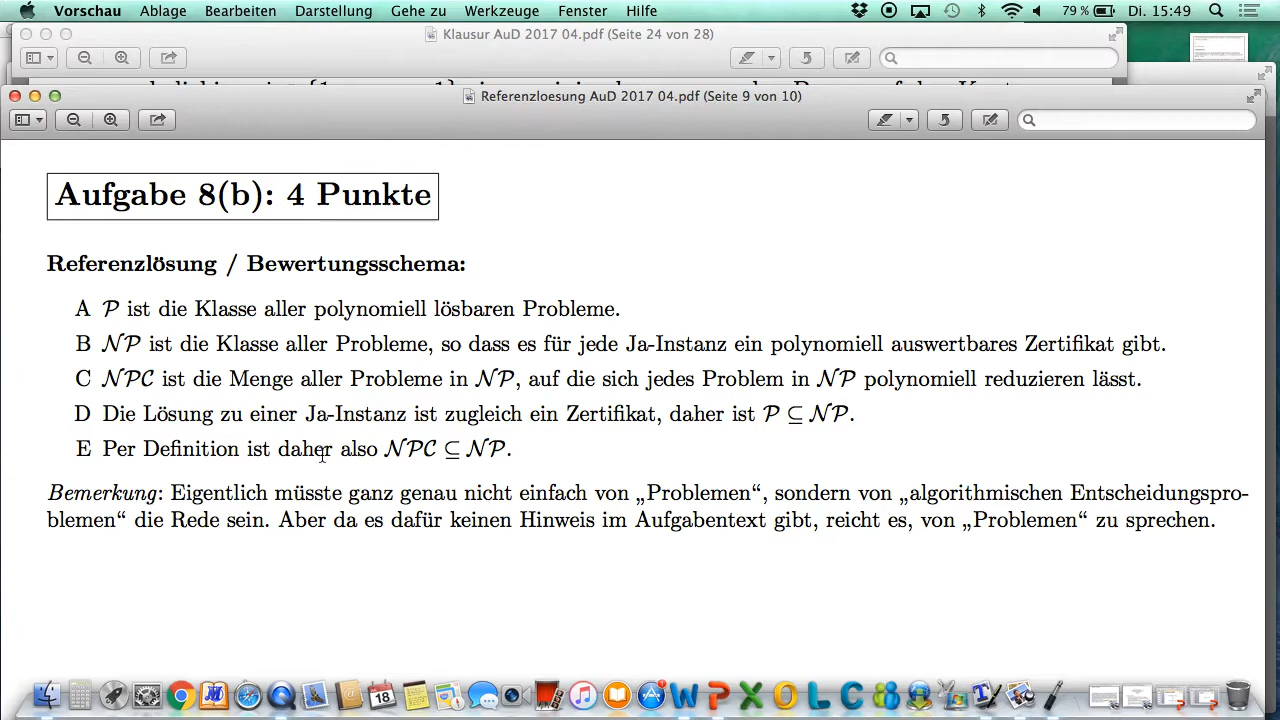 Vorschau Ablage Bearbeiten Darstellung Gehe zu Werkzeuge Fenster Hilfe 79 % Di. 15:49
Klausur AuD 2017 04.pdf (Seite 24 von 28)
Referenzloesung AuD 2017 04.pdf (Seite 9 von 10)
Aufgabe 8(b): 4 Punkte
Referenzlösung / Bewertungsschema:
A 𝒫 ist die Klasse aller polynomiell lösbaren Probleme.
B 𝒩𝒫 ist die Klasse aller Probleme, so dass es für jede Ja-Instanz ein polynomiell auswertbares Zertifikat gibt.
C 𝒩𝒫𝒞 ist die Menge aller Probleme in 𝒩𝒫, auf die sich jedes Problem in 𝒩𝒫 polynomiell reduzieren lässt.
D Die Lösung zu einer Ja-Instanz ist zugleich ein Zertifikat, daher ist 𝒫 ⊆ 𝒩𝒫.
E Per Definition ist daher also 𝒩𝒫𝒞 ⊆ 𝒩𝒫.
Bemerkung: Eigentlich müsste ganz genau nicht einfach von „Problemen“, sondern von „algorithmischen Entscheidungspro-
blemen“ die Rede sein. Aber da es dafür keinen Hinweis im Aufgabentext gibt, reicht es, von „Problemen“ zu sprechen.
18